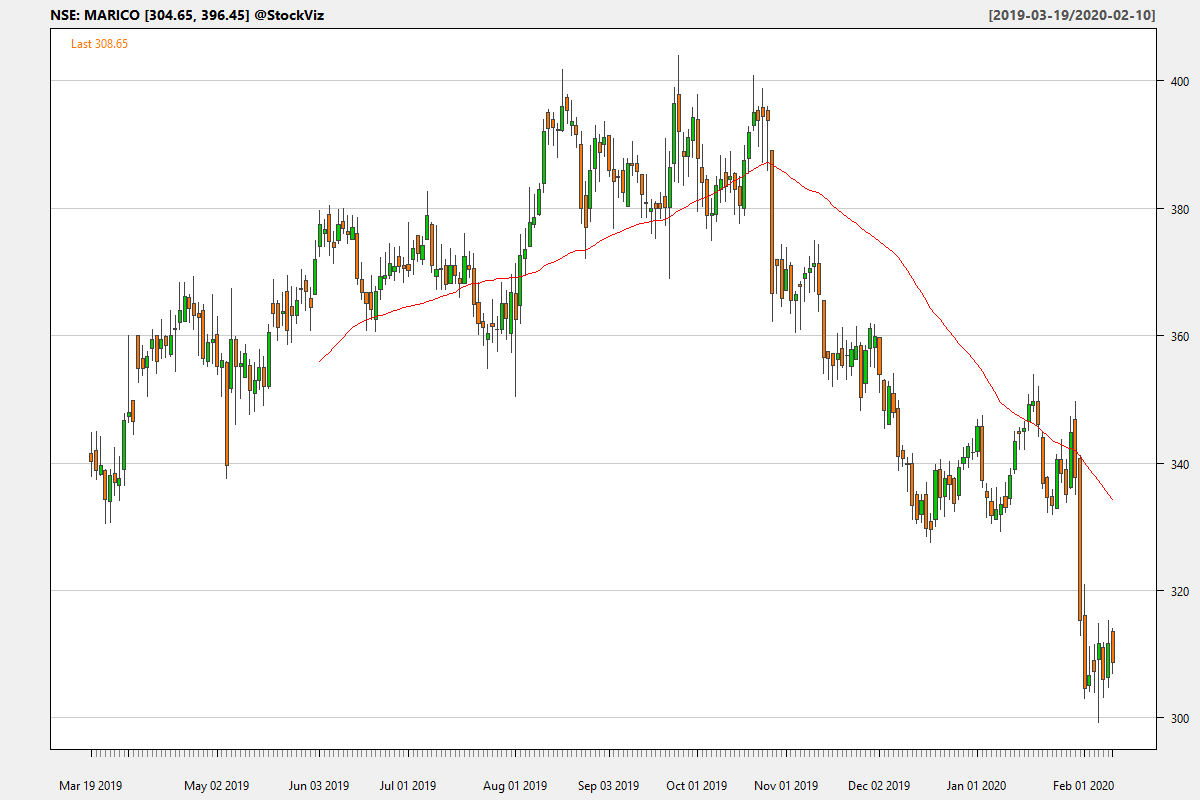 NSE: MARICO [304.65, 396.45] @StockViz [2019-03-19/2020-02-10]
Last 308.65
400
380
360
340
320
300
Mar 19 2019 May 02 2019 Jun 03 2019 Jul 01 2019 Aug 01 2019 Sep 03 2019 Oct 01 2019 Nov 01 2019 Dec 02 2019 Jan 01 2020 Feb 01 2020